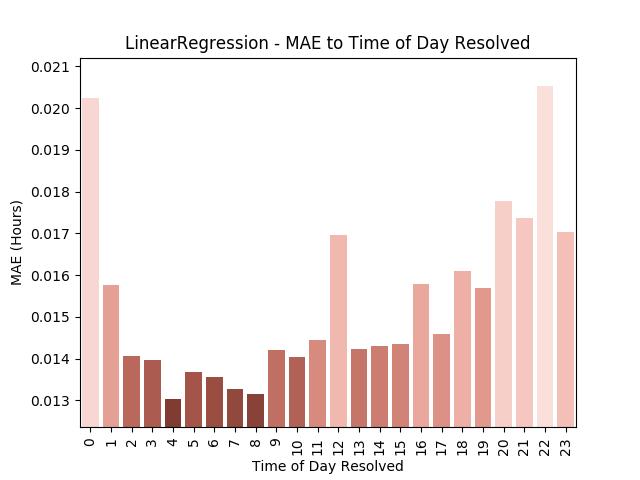 LinearRegression - MAE to Time of Day Resolved
0.021
0.020
0.019
0.018
0.017
0.016
0.015
0.014
0.013
MAE (Hours)
0 1 2 3 4 5 6 7 8 9 10 11 12 13 14 15 16 17 18 19 20 21 22 23
Time of Day Resolved